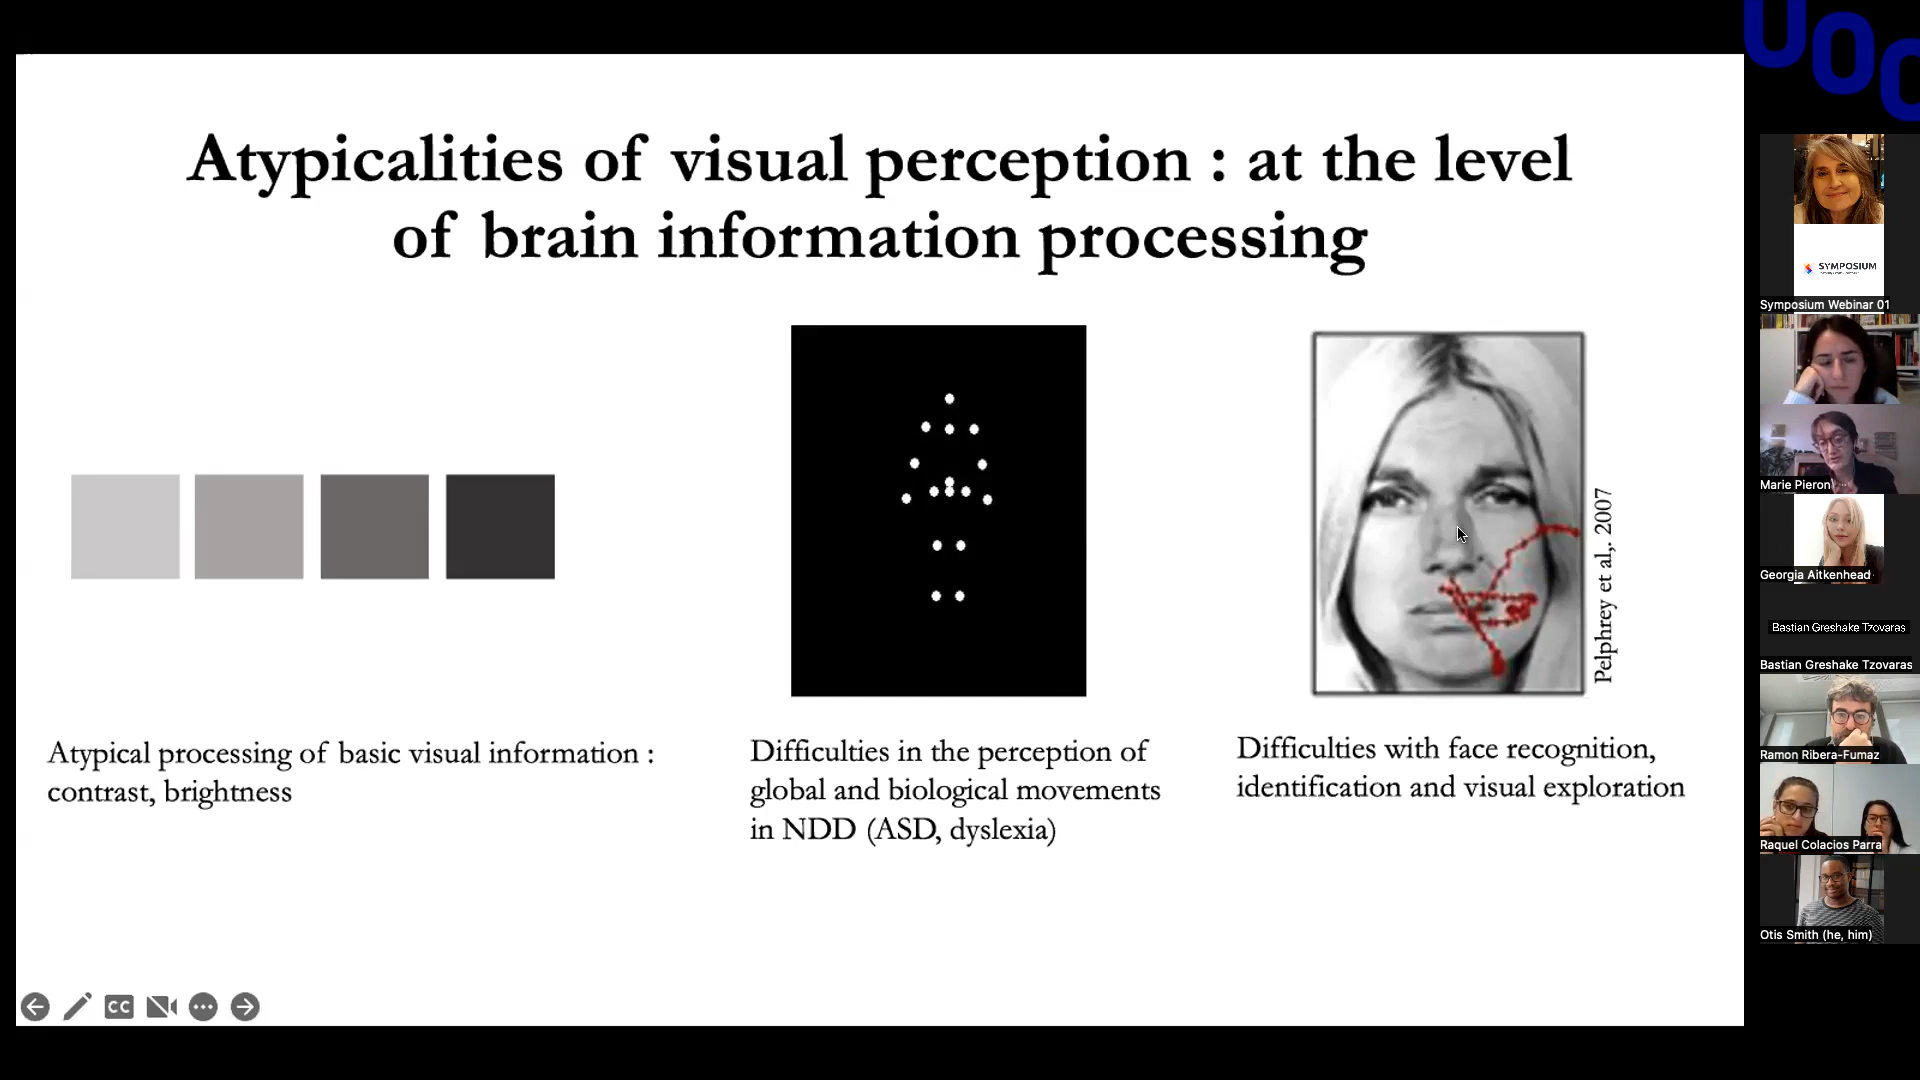 UOC
Atypicalities of visual perception : at the level
of brain information processing
Pelphrey et al,. 2007
Atypical processing of basic visual information :
contrast, brightness
Difficulties in the perception of
global and biological movements
in NDD (ASD, dyslexia)
Difficulties with face recognition,
identification and visual exploration
CC
SYMPOSIUM
Symposium Webinar 01
Marie Pieron
Georgia Aitkenhead
Bastian Greshake Tzovaras
Bastian Greshake Tzovaras
Ramon Ribera-Fumaz
Raquel Colacios Parra
Otis Smith (he, him)